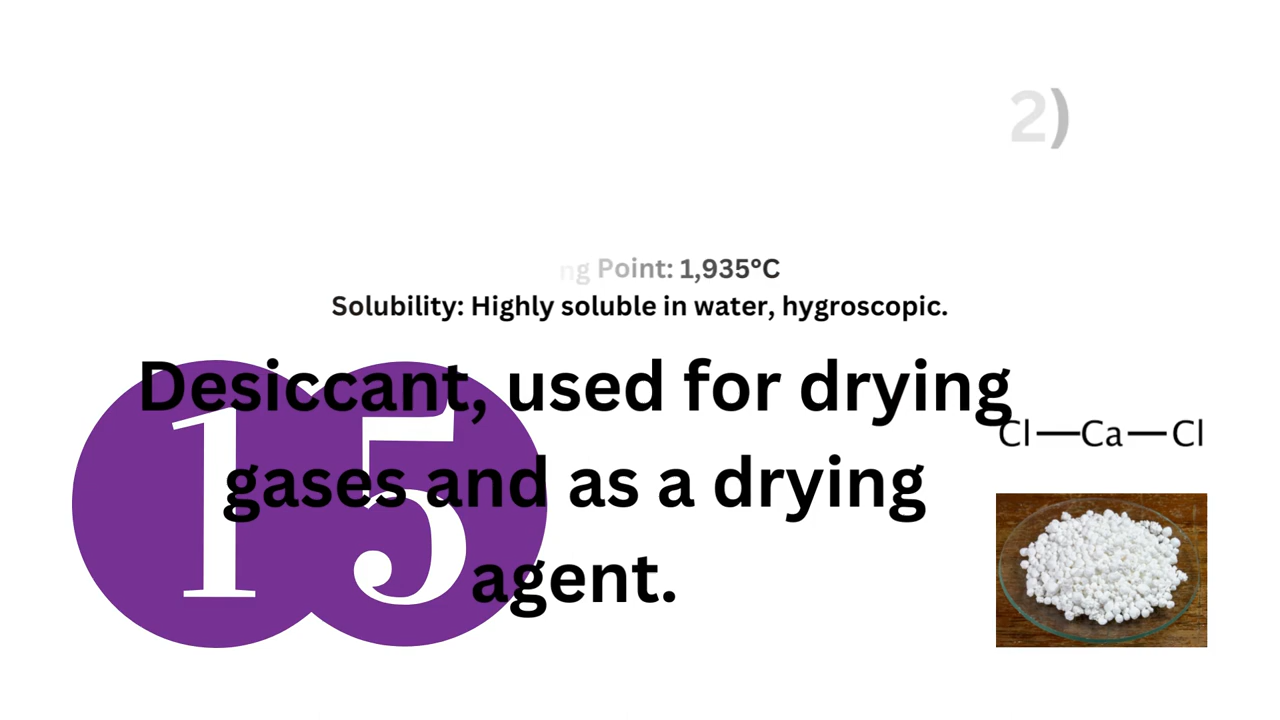 2)
ng Point: 1,935°C
Solubility: Highly soluble in water, hygroscopic.
Desiccant, used for drying
gases and as a drying
agent.
15
Cl—Ca—Cl